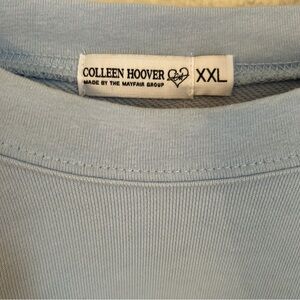 COLLEEN HOOVER XXL
MADE BY THE MAYFAIR GROUP